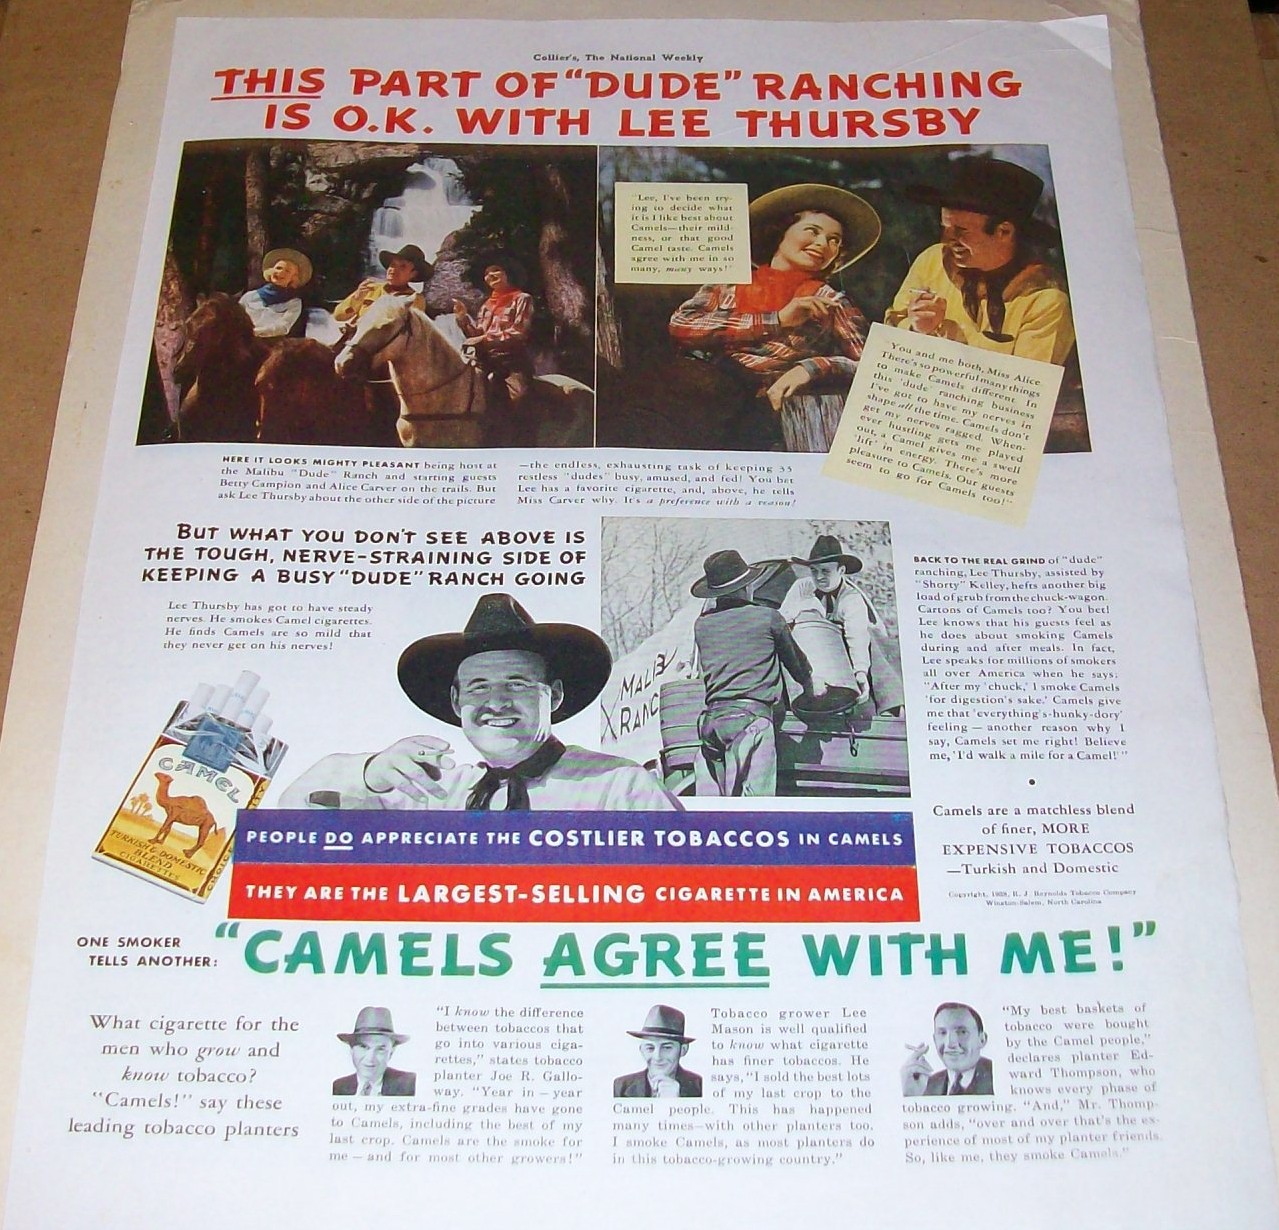 Collier's, The National Weekly
THIS PART OF "DUDE" RANCHING
IS O.K. WITH LEE THURSBY
"Lee, I've been try-
ing to decide what
it is I like best about
Camels—their mild-
ness, or that good
Camel taste. Camels
agree with me in so
many, many ways!"
You and me both, Miss Alice
There's so powerful many things
to make Camels different. In
this 'dude' ranching business
I've got to have my nerves in
shape all the time. Camels don't
get my nerves ragged. When-
ever hustling gets me played
out, a Camel gives me a swell
'lift' in energy. There's more
pleasure to Camels. Our guests
seem to go for Camels too!"
HERE IT LOOKS MIGHTY PLEASANT being host at
the Malibu "Dude" Ranch and starting guests
Betty Campion and Alice Carver on the trails. But
ask Lee Thursby about the other side of the picture
—the endless, exhausting task of keeping 35
restless "dudes" busy, amused, and fed! You bet
Lee has a favorite cigarette, and, above, he tells
Miss Carver why. It's a preference with a reason!
BUT WHAT YOU DON'T SEE ABOVE IS
THE TOUGH, NERVE-STRAINING SIDE OF
KEEPING A BUSY "DUDE" RANCH GOING
Lee Thursby has got to have steady
nerves. He smokes Camel cigarettes.
He finds Camels are so mild that
they never get on his nerves!
MALIB
RANC
BACK TO THE REAL GRIND of "dude"
ranching, Lee Thursby, assisted by
"Shorty" Kelley, hefts another big
load of grub from the chuck-wagon.
Cartons of Camels too? You bet!
Lee knows that his guests feel as
he does about smoking Camels
during and after meals. In fact,
Lee speaks for millions of smokers
all over America when he says:
"After my 'chuck,' I smoke Camels
'for digestion's sake.' Camels give
me that 'everything's-hunky-dory'
feeling—another reason why I
say, Camels set me right! Believe
me, 'I'd walk a mile for a Camel!'"
Camels are a matchless blend
of finer, MORE
EXPENSIVE TOBACCOS
—Turkish and Domestic
Copyright, 1938, R. J. Reynolds Tobacco Company
Winston-Salem, North Carolina
CAMEL
TURKISH & DOMESTIC
BLEND
CIGARETTES
CHOICE
PEOPLE DO APPRECIATE THE COSTLIER TOBACCOS IN CAMELS
THEY ARE THE LARGEST-SELLING CIGARETTE IN AMERICA
ONE SMOKER
TELLS ANOTHER:
"CAMELS AGREE WITH ME!"
What cigarette for the
men who grow and
know tobacco?
"Camels!" say these
leading tobacco planters
"I know the difference
between tobaccos that
go into various ciga-
rettes," states tobacco
planter Joe R. Gallo-
way. "Year in—year
out, my extra-fine grades have gone
to Camels, including the best of my
last crop. Camels are the smoke for
me—and for most other growers!"
Tobacco grower Lee
Mason is well qualified
to know what cigarette
has finer tobaccos. He
says, "I sold the best lots
of my last crop to the
Camel people. This has happened
many times—with other planters too.
I smoke Camels, as most planters do
in this tobacco-growing country."
"My best baskets of
tobacco were bought
by the Camel people,"
declares planter Ed-
ward Thompson, who
knows every phase of
tobacco growing. "And," Mr. Thomp-
son adds, "over and over that's the ex-
perience of most of my planter friends.
So, like me, they smoke Camels."